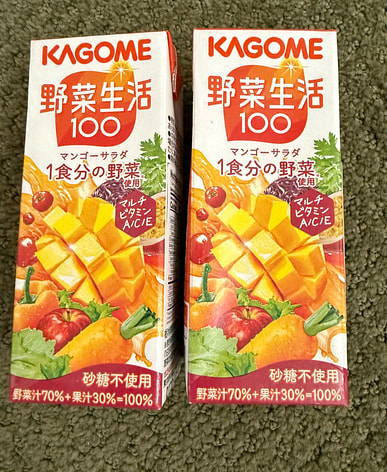 KAGOME
野菜生活
100
マンゴーサラダ
1食分の野菜
使用
マルチ
ビタミン
A/C/E
砂糖不使用
野菜汁70%+果汁30%=100%
KAGOME
野菜生活
100
マンゴーサラダ
1食分の野菜
使用
マルチ
ビタミン
A/C/E
砂糖不使用
野菜汁70%+果汁30%=100%